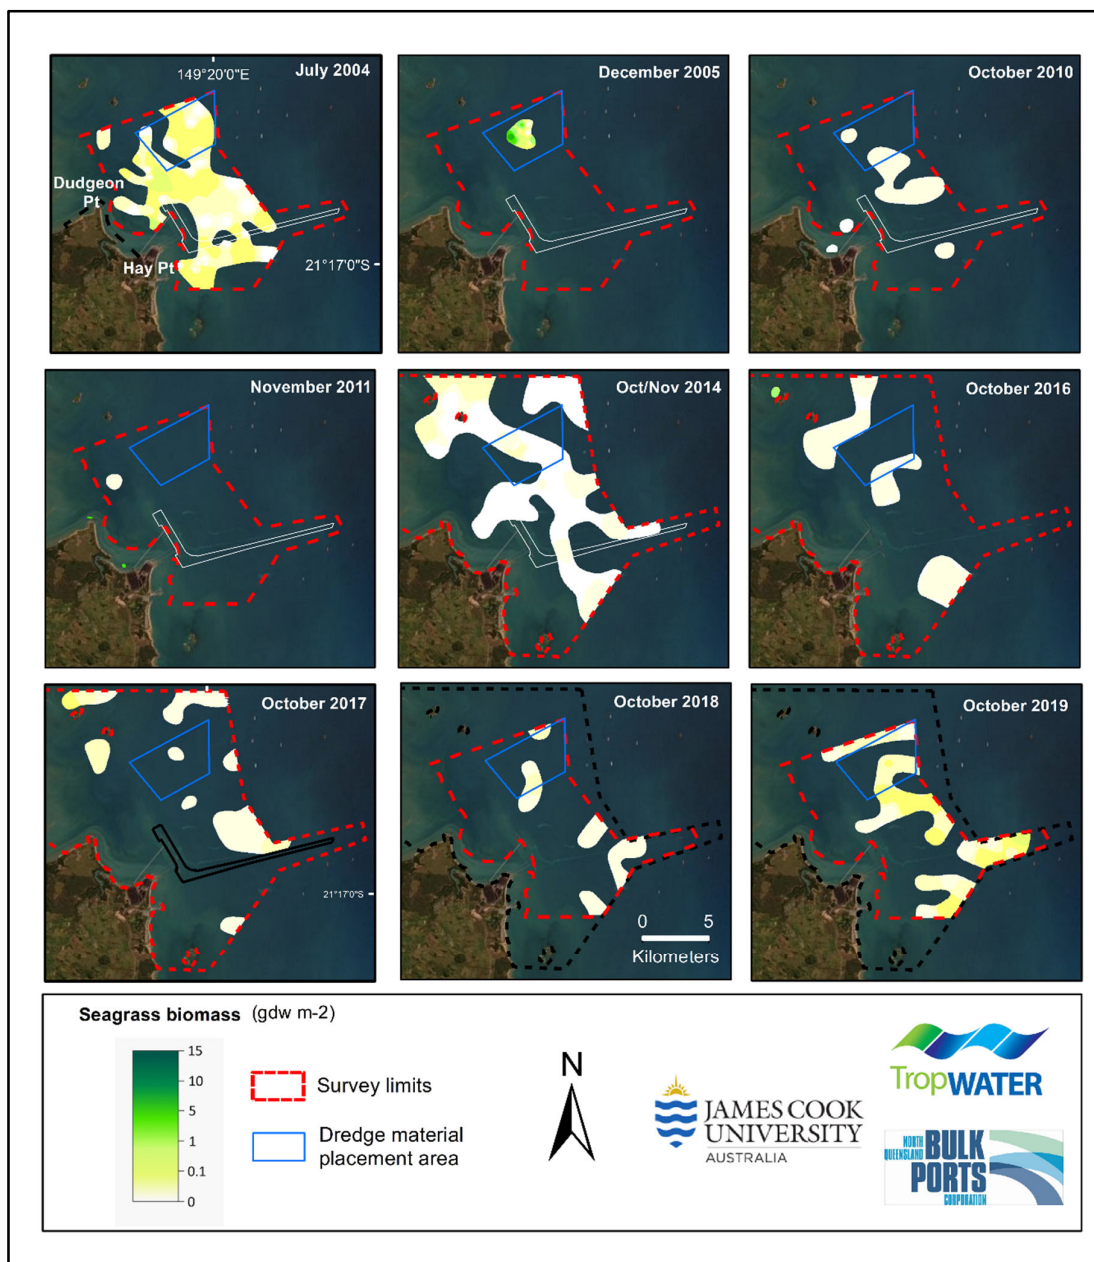 149°20'0"E
July 2004
Dudgeon
Pt
Hay Pt
21°17'0"S
December 2005
October 2010
November 2011
Oct/Nov 2014
October 2016
October 2017
21°17'0"S
October 2018
0 5
Kilometers
October 2019
Seagrass biomass (gdw m-2)
15
10
5
1
0.1
0
Survey limits
Dredge material
placement area
N
JAMES COOK
UNIVERSITY
AUSTRALIA
TropWATER
NORTH
QUEENSLAND
BULK
PORTS
CORPORATION